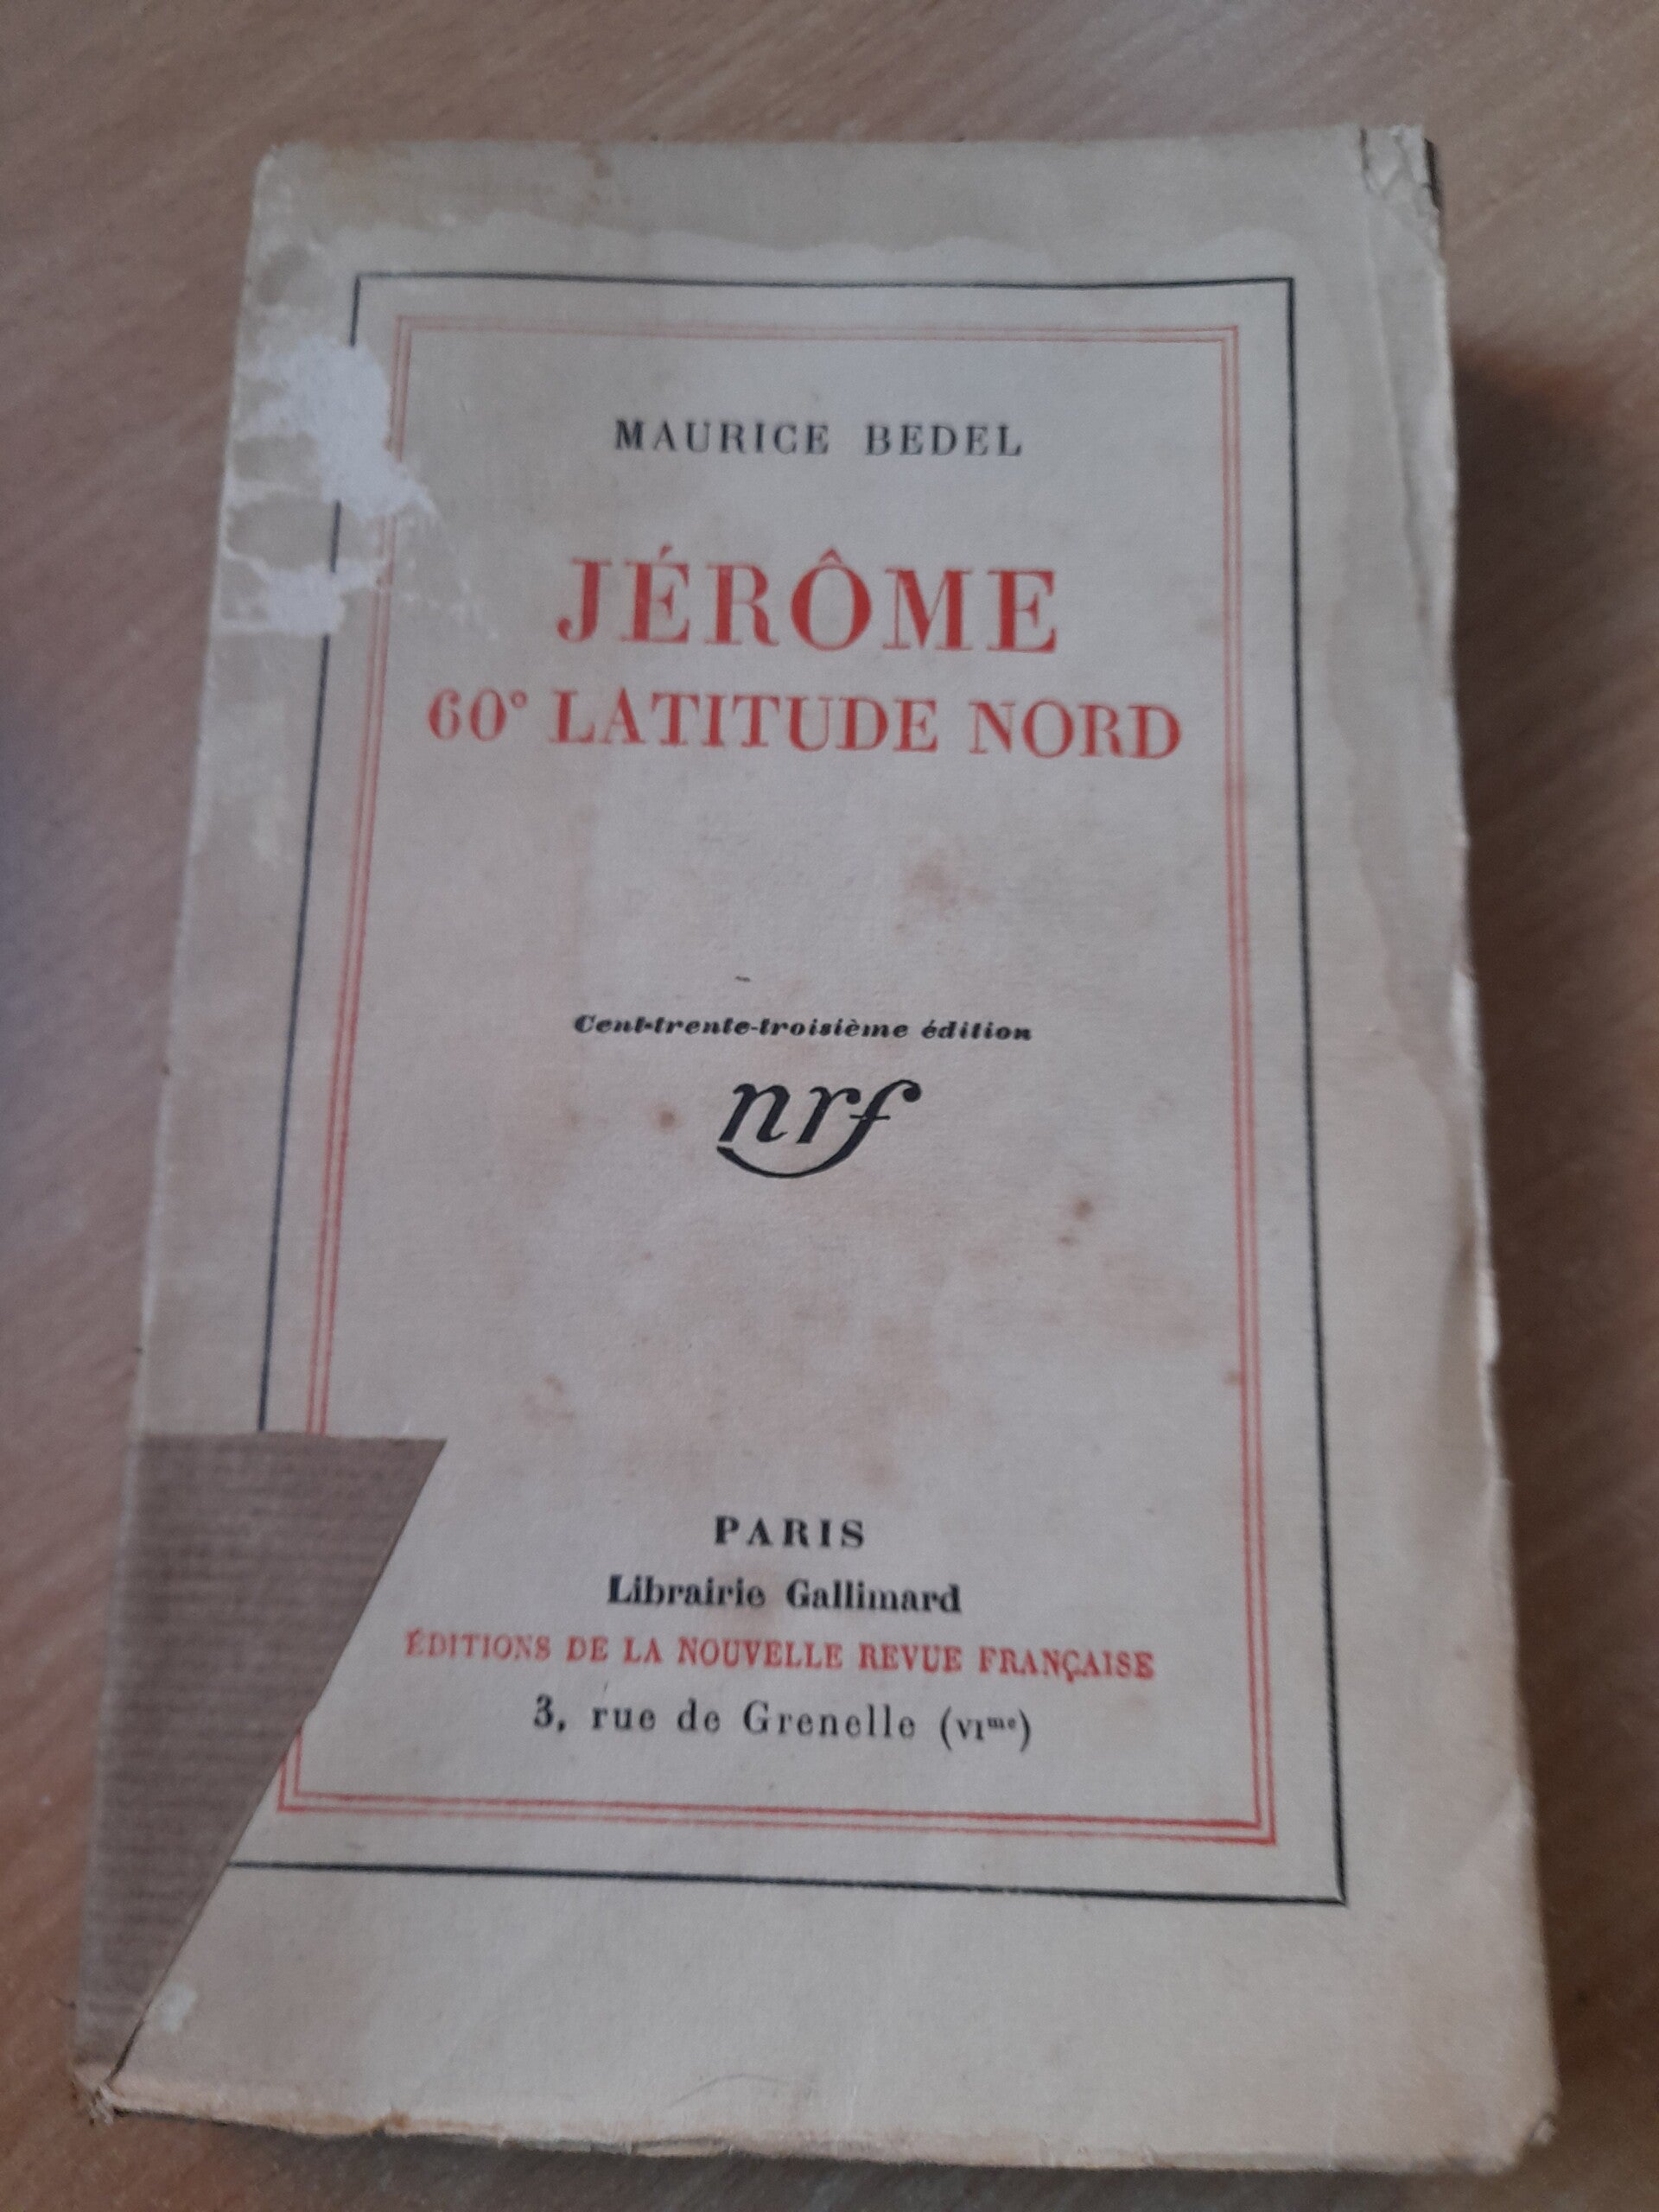 MAURICE BEDEL
JÉRÔME
60° LATITUDE NORD
Cent-trente-troisième édition
nrf
PARIS
Librairie Gallimard
ÉDITIONS DE LA NOUVELLE REVUE FRANÇAISE
3, rue de Grenelle (VIᵐᵉ)